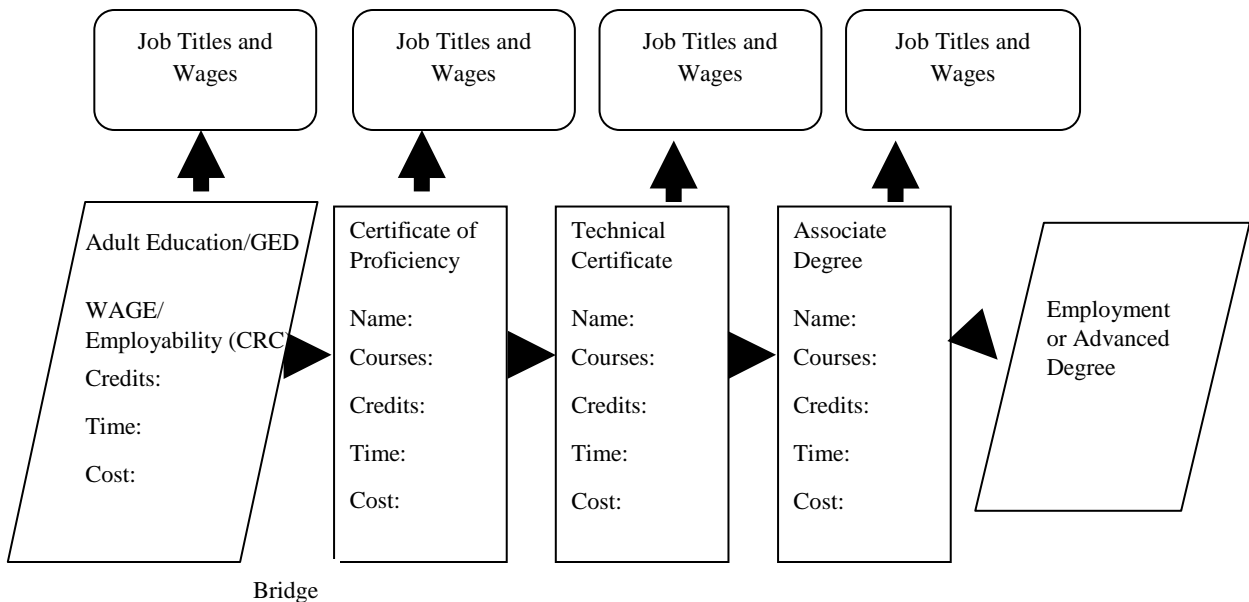 Job Titles and
Wages
Job Titles and
Wages
Job Titles and
Wages
Job Titles and
Wages
Adult Education/GED
WAGE/
Employability (CRC)
Credits:
Time:
Cost:
Certificate of
Proficiency
Name:
Courses:
Credits:
Time:
Cost:
Technical
Certificate
Name:
Courses:
Credits:
Time:
Cost:
Associate
Degree
Name:
Courses:
Credits:
Time:
Cost:
Employment
or Advanced
Degree
Bridge